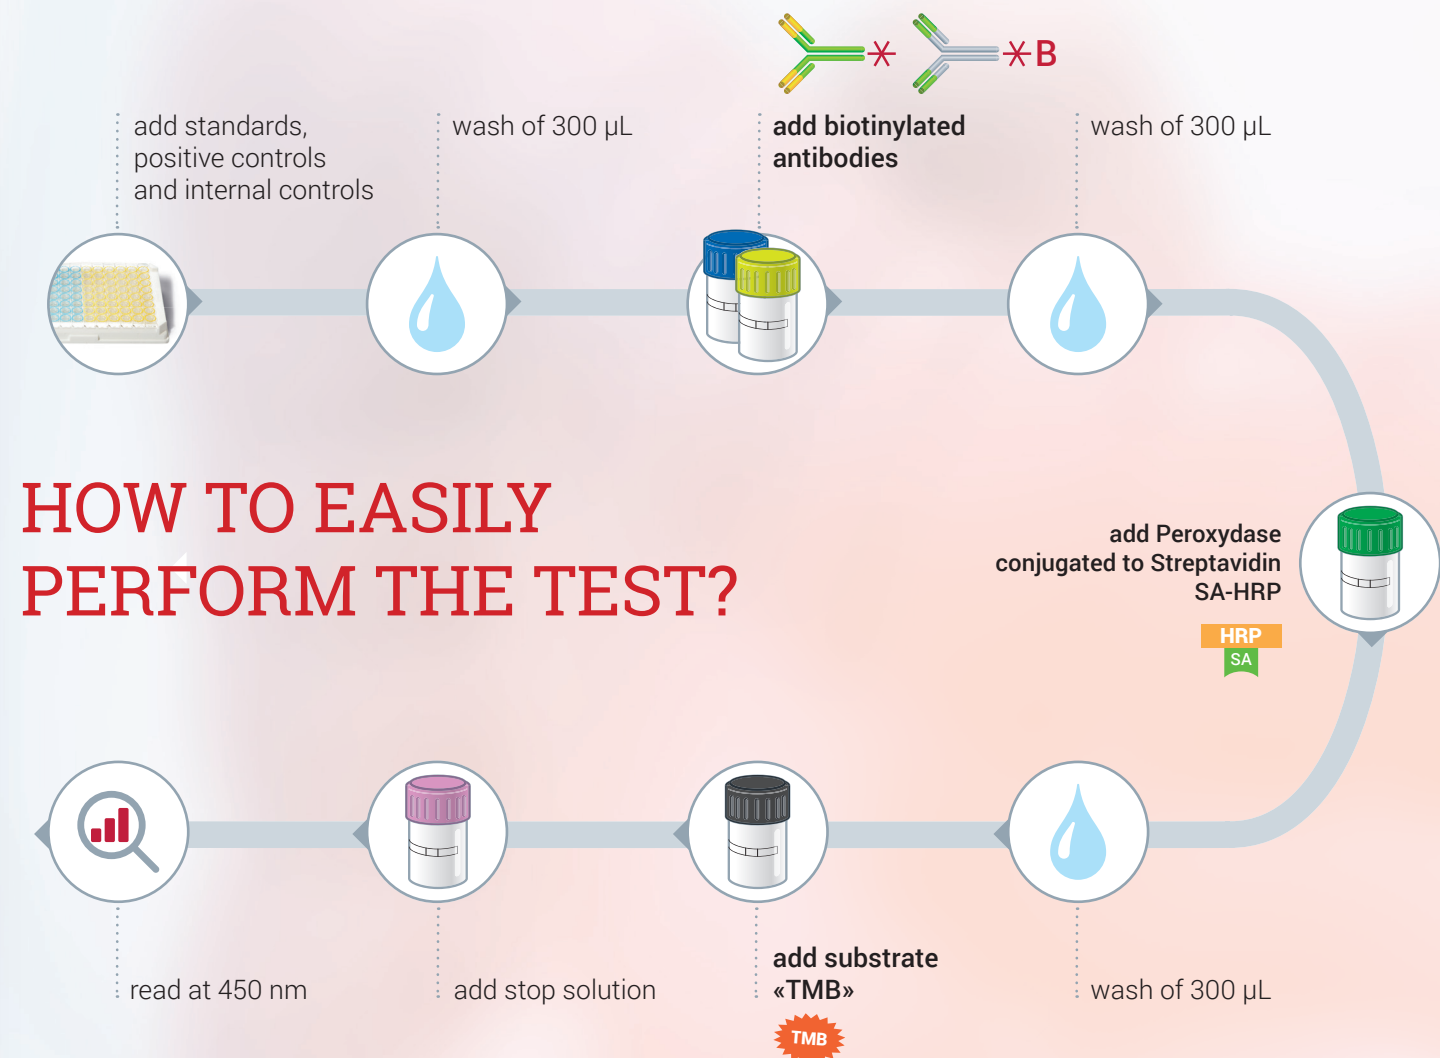 B
add standards,
positive controls
and internal controls
wash of 300 µL
add biotinylated
antibodies
wash of 300 µL
HOW TO EASILY
PERFORM THE TEST?
add Peroxydase
conjugated to Streptavidin
SA-HRP
HRP
SA
read at 450 nm
add stop solution
add substrate
«TMB»
TMB
wash of 300 µL